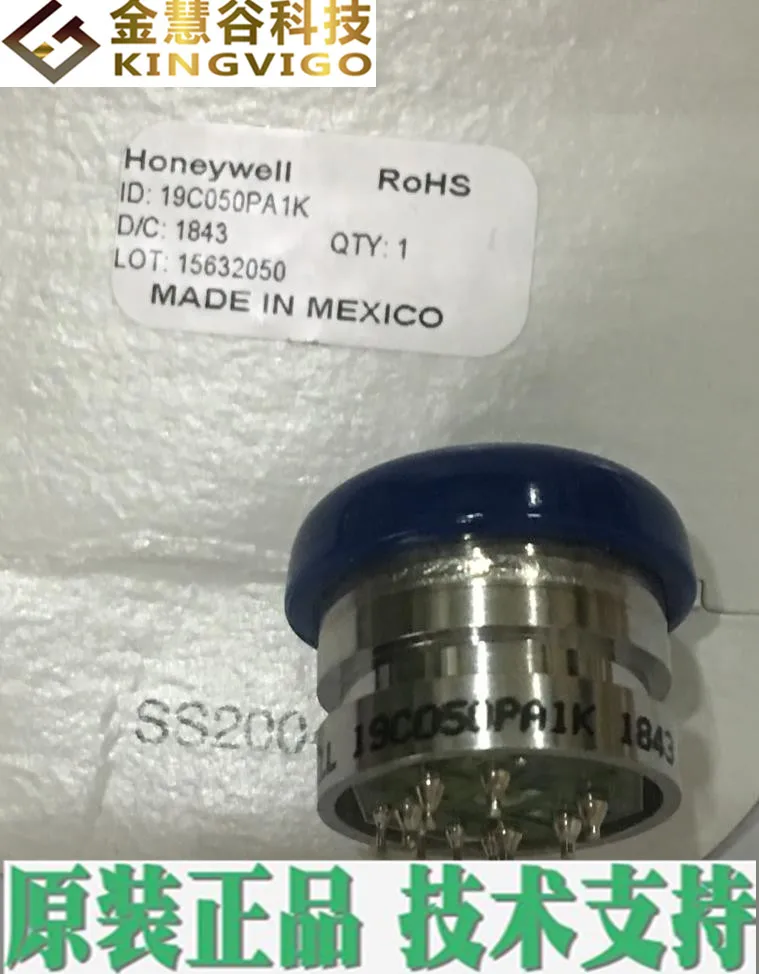 金慧谷科技
KINGVIGO
Honeywell RoHS
ID: 19C050PA1K
D/C: 1843 QTY: 1
LOT: 15632050
MADE IN MEXICO
SS200
19C050PA1K 1843
原装正品 技术支持